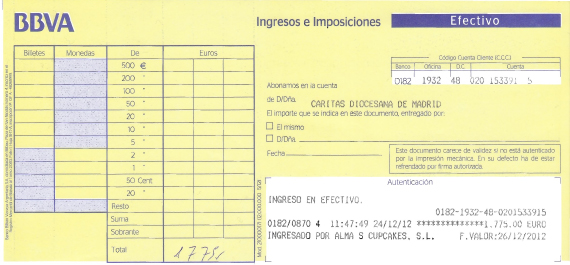 BBVA
Ingresos e Imposiciones
Efectivo
Billetes Monedas De Euros
500 €
200 "
100 "
50 "
20 "
10 "
5 "
2 "
1 "
50 Cent
20 "
Resto
Suma
Sobrante
Total 1775
Código Cuenta Cliente (C.C.C.)
Banco Oficina D.C. Cuenta
0182 1932 48 020 153391 5
Abonamos en la cuenta
de D/Dña. CARITAS DIOCESANA DE MADRID
El importe que se indica en este documento, entregado por:
El mismo
D/Dña.
Fecha
Este documento carece de validez si no está autenticado
por la impresión mecánica. En su defecto ha de estar
refrendado por firma autorizada.
Autenticación
INGRESO EN EFECTIVO.
0182-1932-48-0201533915
0182/0870 4 11:47:49 24/12/12 ***************1.775.00 EURO
INGRESADO POR ALMA S CUPCAKES, S.L. F.VALOR:26/12/2012